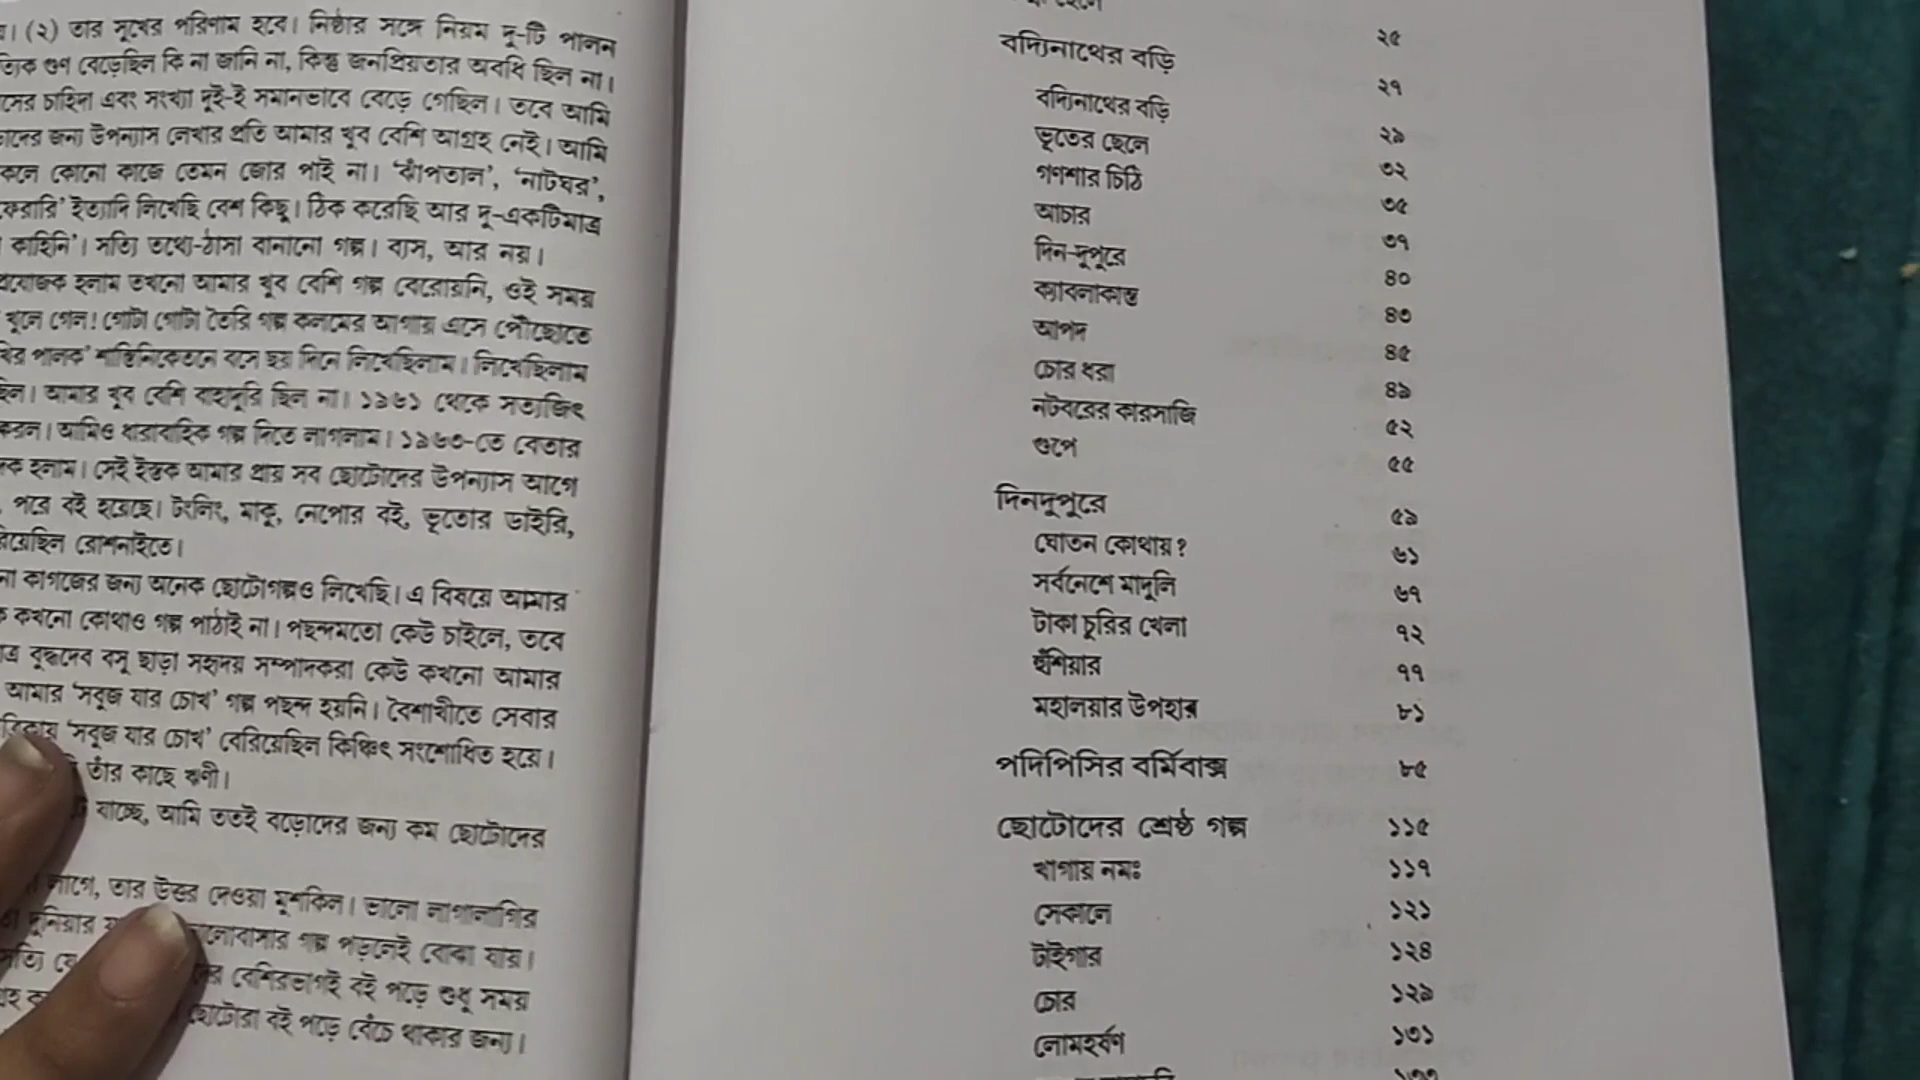 । (২) তার সুখের পরিণাম হবে। নিষ্ঠার সঙ্গে নিয়ম দু-টি পালন
গুণ বেড়েছিল কি না জানি না, কিন্তু জনপ্রিয়তার অবধি ছিল না।
চাহিদা এবং সংখ্যা দুই-ই সমানভাবে বেড়ে গেছিল। তবে আমি
জন্য উপন্যাস লেখার প্রতি আমার খুব বেশি আগ্রহ নেই। আমি
কোনো কাজে তেমন জোর পাই না। ‘ঝাঁপতাল’, ‘নাটঘর’,
ইত্যাদি লিখেছি বেশ কিছু। ঠিক করেছি আর দু-একটিমাত্র
কাহিনি’। সত্যি তথ্যে-ঠাসা বানানো গল্প। ব্যস, আর নয়।
হলাম তখনো আমার খুব বেশি গল্প বেরোয়নি, ওই সময়
খুলে গেল! গোটা গোটা তৈরি গল্প কলমের আগায় এসে পৌঁছোতে
পালক’ শান্তিনিকেতনে বসে ছয় দিনে লিখেছিলাম। লিখেছিলাম
আমার খুব বেশি বাহাদুরি ছিল না। ১৯৬১ থেকে সত্যজিৎ
আমিও ধারাবাহিক গল্প দিতে লাগলাম। ১৯৬৩-তে বেতার
হলাম। সেই ইস্তক আমার প্রায় সব ছোটোদের উপন্যাস আগে
পরে বই হয়েছে। টংলিং, মাকু, নেপোর বই, ভূতোর ডাইরি,
রোশনাইতে।
কাগজের জন্য অনেক ছোটোগল্পও লিখেছি। এ বিষয়ে আমার
কখনো কোথাও গল্প পাঠাই না। পছন্দমতো কেউ চাইলে, তবে
বুদ্ধদেব বসু ছাড়া সহৃদয় সম্পাদকরা কেউ কখনো আমার
আমার ‘সবুজ যার চোখ’ গল্প পছন্দ হয়নি। বৈশাখীতে সেবার
‘সবুজ যার চোখ’ বেরিয়েছিল কিঞ্চিৎ সংশোধিত হয়ে।
তাঁর কাছে ঋণী।
যাচ্ছে, আমি ততই বড়োদের জন্য কম ছোটোদের
লাগে, তার উত্তর দেওয়া মুশকিল। ভালো লাগালাগির
দুনিয়ার গল্প পড়লেই বোঝা যায়।
সত্যি বেশিরভাগই বই পড়ে শুধু সময়
ছোটোরা বই পড়ে বেঁচে থাকার জন্য।
২৫
বদ্যিনাথের বড়ি ২৭
বদ্যিনাথের বড়ি ২৯
ভূতের ছেলে ৩২
গণশার চিঠি ৩৫
আচার ৩৭
দিন-দুপুরে ৪০
ক্যাবলাকান্ত ৪৩
আপদ ৪৫
চোর ধরা ৪৯
নটবরের কারসাজি ৫২
গুপে ৫৫
দিনদুপুরে ৫৯
ঘোতন কোথায়? ৬১
সর্বনেশে মাদুলি ৬৭
টাকা চুরির খেলা ৭২
হুঁশিয়ার ৭৭
মহালয়ার উপহার ৮১
পদিপিসির বর্মিবাক্স ৮৫
ছোটোদের শ্রেষ্ঠ গল্প ১১৫
খাগায় নমঃ ১১৭
সেকালে ১২১
টাইগার ১২৪
চোর ১২৯
লোমহর্ষণ ১৩১